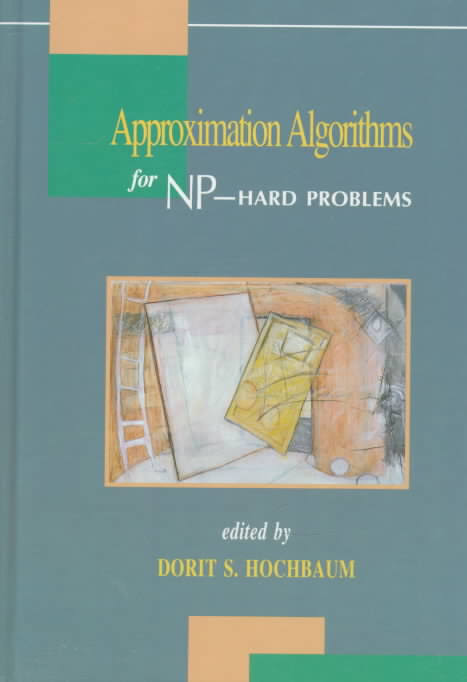 Approximation Algorithms
for NP–HARD PROBLEMS
edited by
DORIT S. HOCHBAUM